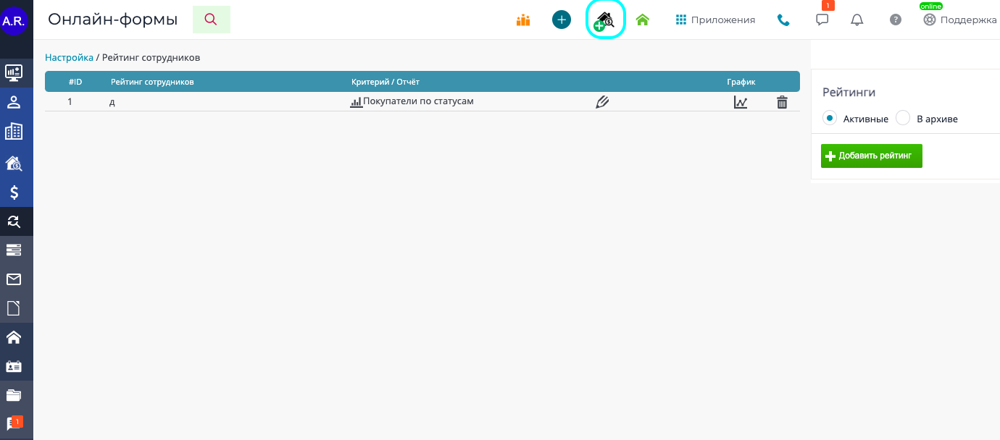 A.R.
Онлайн-формы
1
online
Приложения
?
Поддержка
Настройка / Рейтинг сотрудников
#ID Рейтинг сотрудников Критерий / Отчёт График
1 д Покупатели по статусам
Рейтинги
Активные В архиве
Добавить рейтинг
1